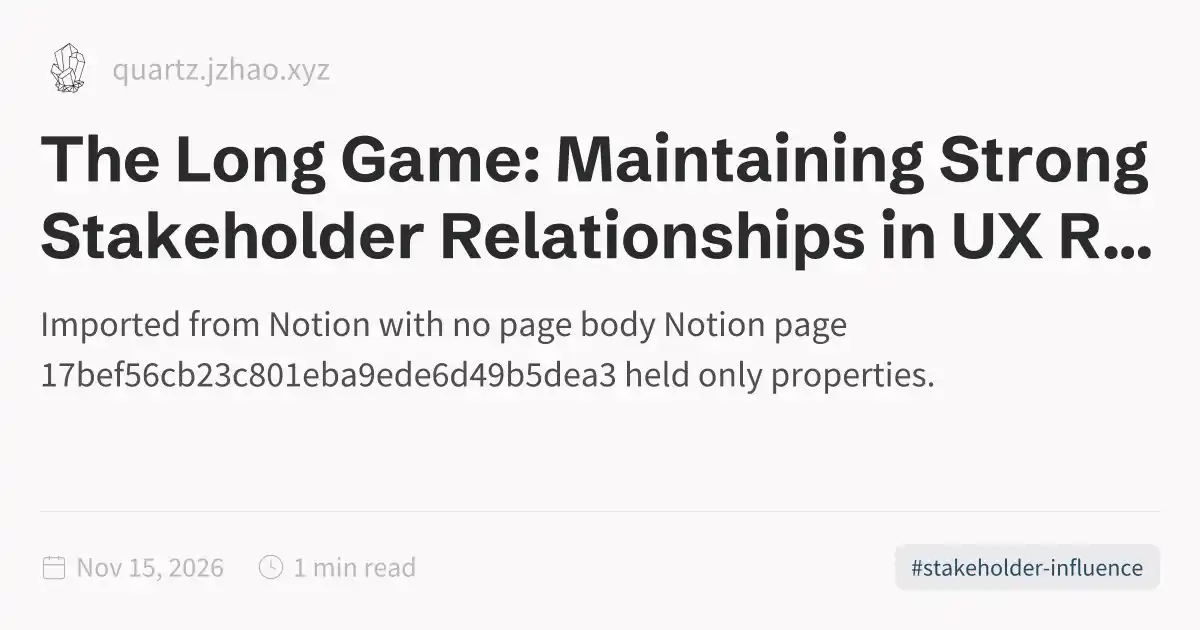 quartz.jzhao.xyz
The Long Game: Maintaining Strong
Stakeholder Relationships in UX R...
Imported from Notion with no page body Notion page
17bef56cb23c801eba9ede6d49b5dea3 held only properties.
Nov 15, 2026 1 min read #stakeholder-influence